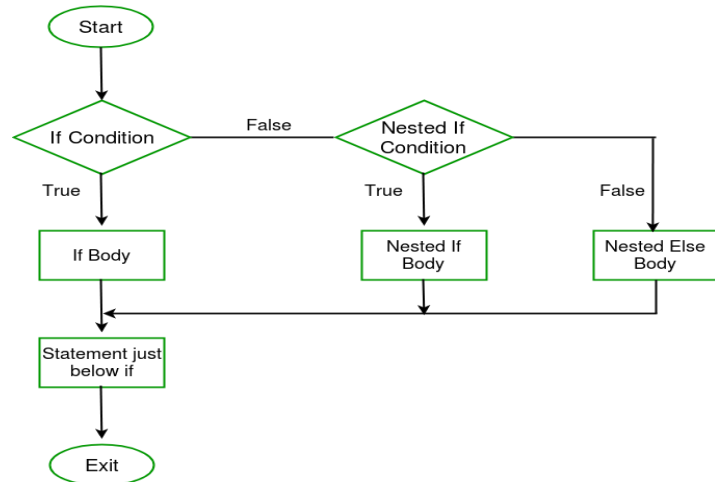 Start
If Condition
False
Nested If
Condition
True
True
False
If Body
Nested If
Body
Nested Else
Body
Statement just
below if
Exit